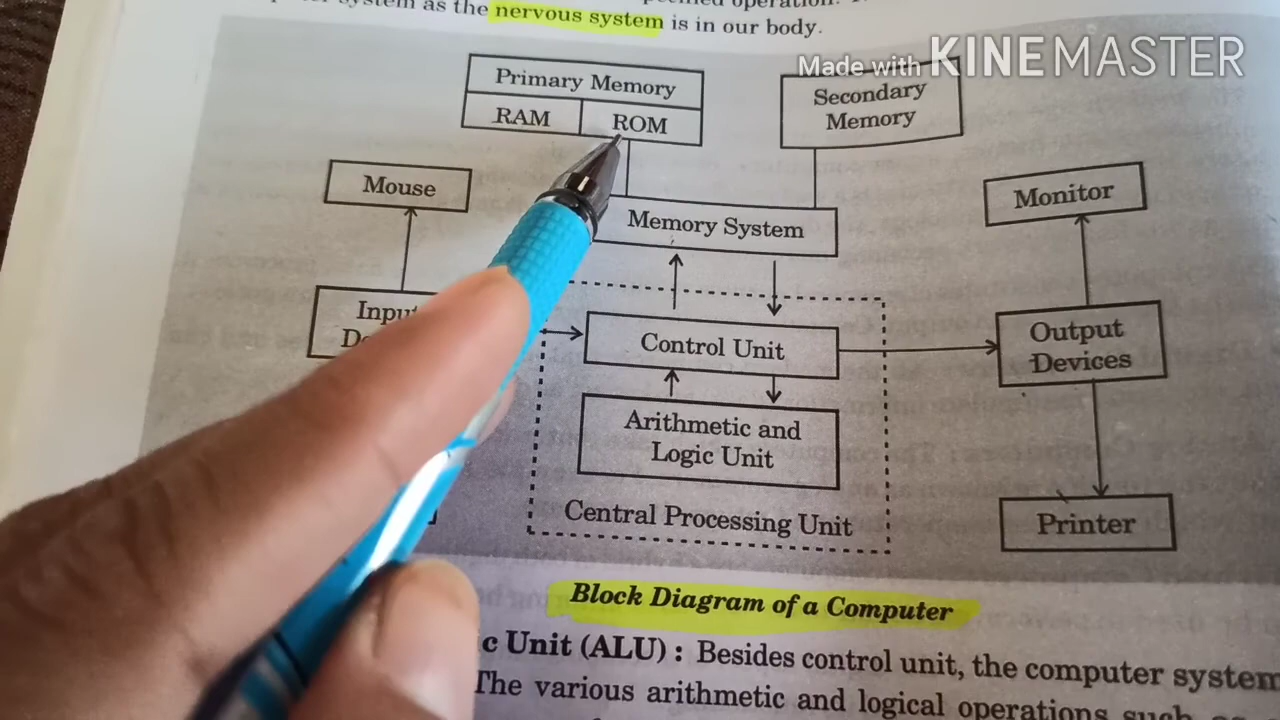 system as the nervous system is in our body.
Made with KINEMASTER
Primary Memory
RAM ROM
Secondary
Memory
Mouse
Monitor
Memory System
Control Unit
Output
Devices
Arithmetic and
Logic Unit
Central Processing Unit
Printer
Block Diagram of a Computer
c Unit (ALU) : Besides control unit, the computer system
The various arithmetic and logical operations such